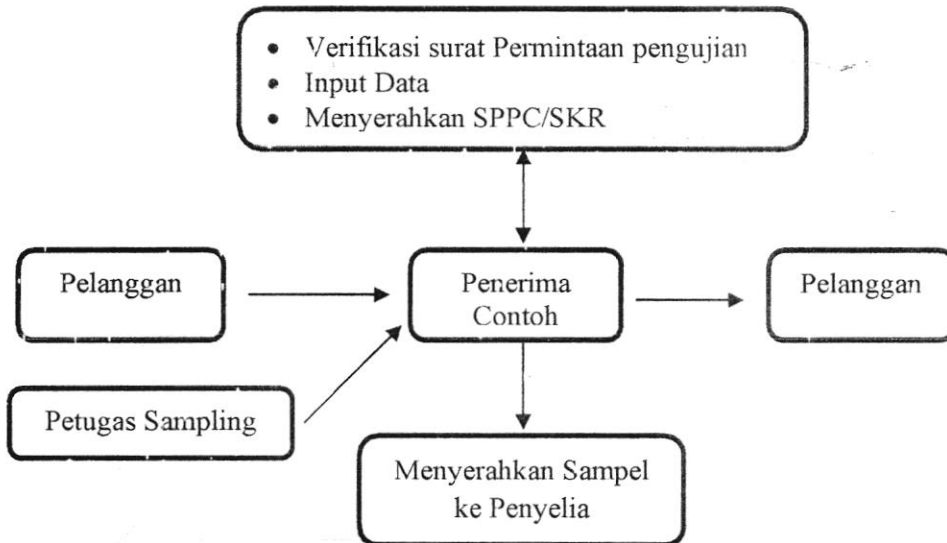 • Verifikasi surat Permintaan pengujian
• Input Data
• Menyerahkan SPPC/SKR
Pelanggan
Penerima
Contoh
Pelanggan
Petugas Sampling
Menyerahkan Sampel
ke Penyelia